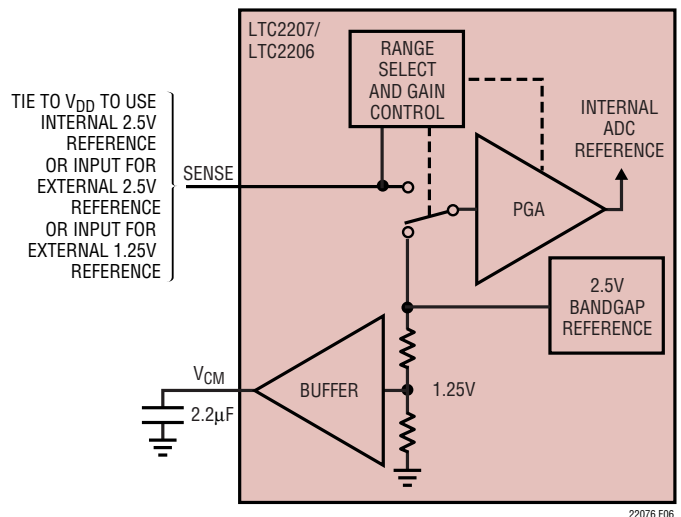 LTC2207/
LTC2206
RANGE
SELECT
AND GAIN
CONTROL
TIE TO VDD TO USE
INTERNAL 2.5V
REFERENCE
OR INPUT FOR
EXTERNAL 2.5V
REFERENCE
OR INPUT FOR
EXTERNAL 1.25V
REFERENCE
SENSE
INTERNAL
ADC
REFERENCE
PGA
2.5V
BANDGAP
REFERENCE
VCM
BUFFER
1.25V
2.2µF
22076 F06